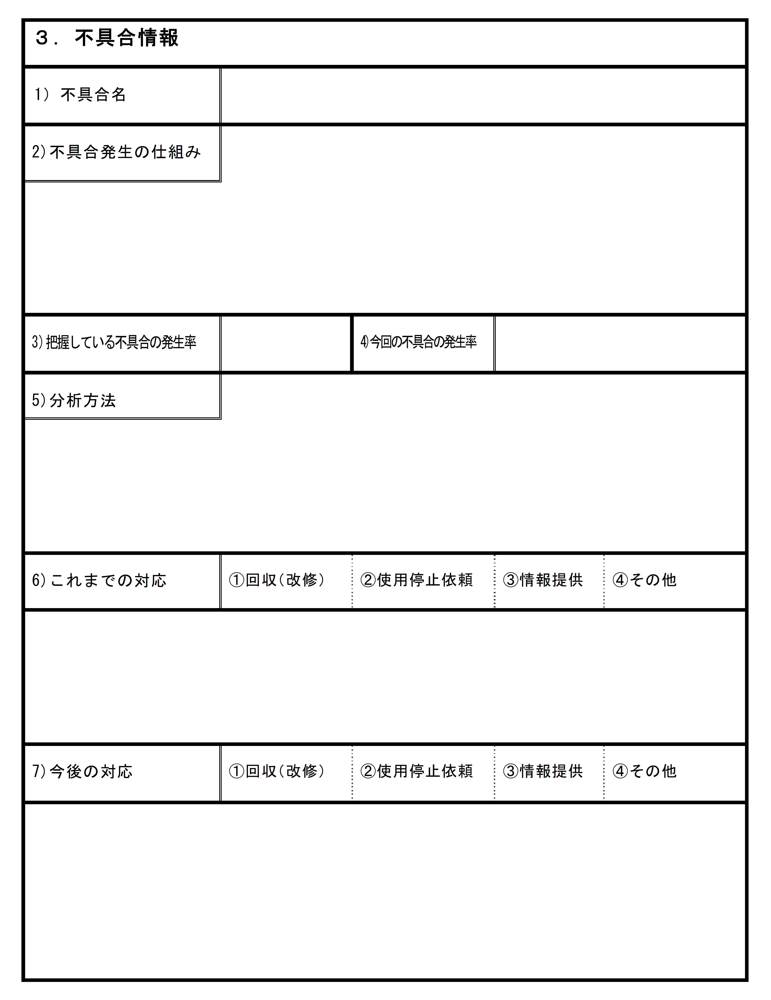 ３． 不具合情報
1) 不具合名
2)不具合発生の仕組み
3)把握している不具合の発生率 4)今回の不具合の発生率
5)分析方法
6)これまでの対応 ①回収(改修) ②使用停止依頼 ③情報提供 ④その他
7)今後の対応 ①回収(改修) ②使用停止依頼 ③情報提供 ④その他